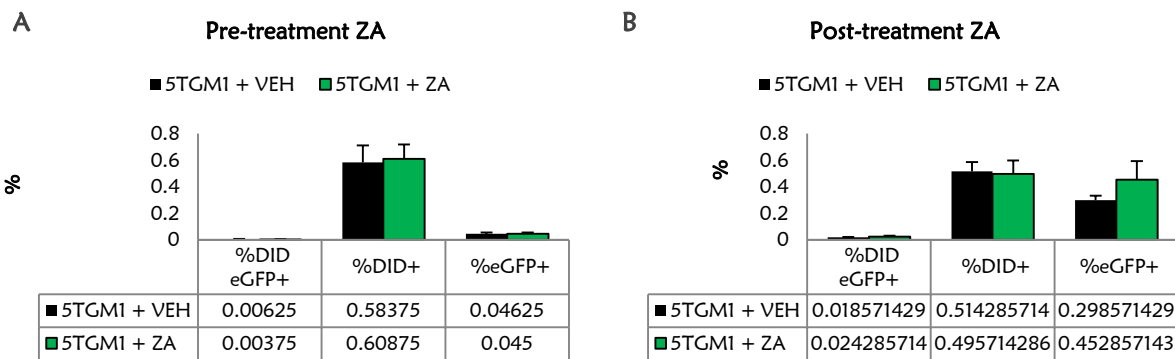 A
Pre-treatment ZA
5TGM1 + VEH 5TGM1 + ZA
%
0.8
0.6
0.4
0.2
0
%DID eGFP+ %DID+ %eGFP+
5TGM1 + VEH 0.00625 0.58375 0.04625
5TGM1 + ZA 0.00375 0.60875 0.045
B
Post-treatment ZA
5TGM1 + VEH 5TGM1 + ZA
%
0.8
0.6
0.4
0.2
0
%DID eGFP+ %DID+ %eGFP+
5TGM1 + VEH 0.018571429 0.514285714 0.298571429
5TGM1 + ZA 0.024285714 0.495714286 0.452857143